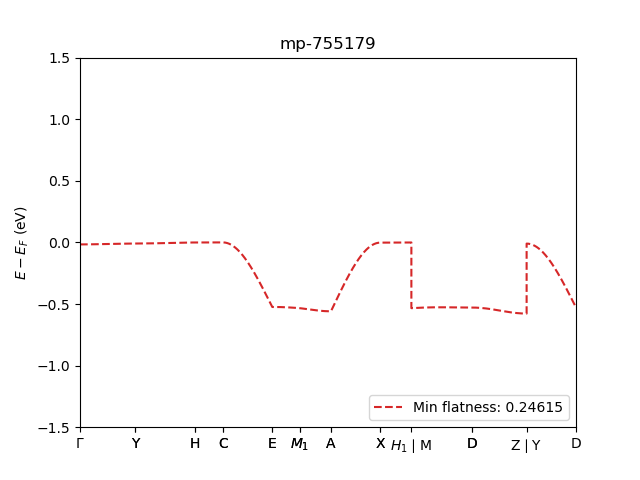 mp-755179
E − E_F (eV)
1.5
1.0
0.5
0.0
−0.5
−1.0
−1.5
Min flatness: 0.24615
Γ Y H C E M_1 A X H_1 | M D Z | Y D